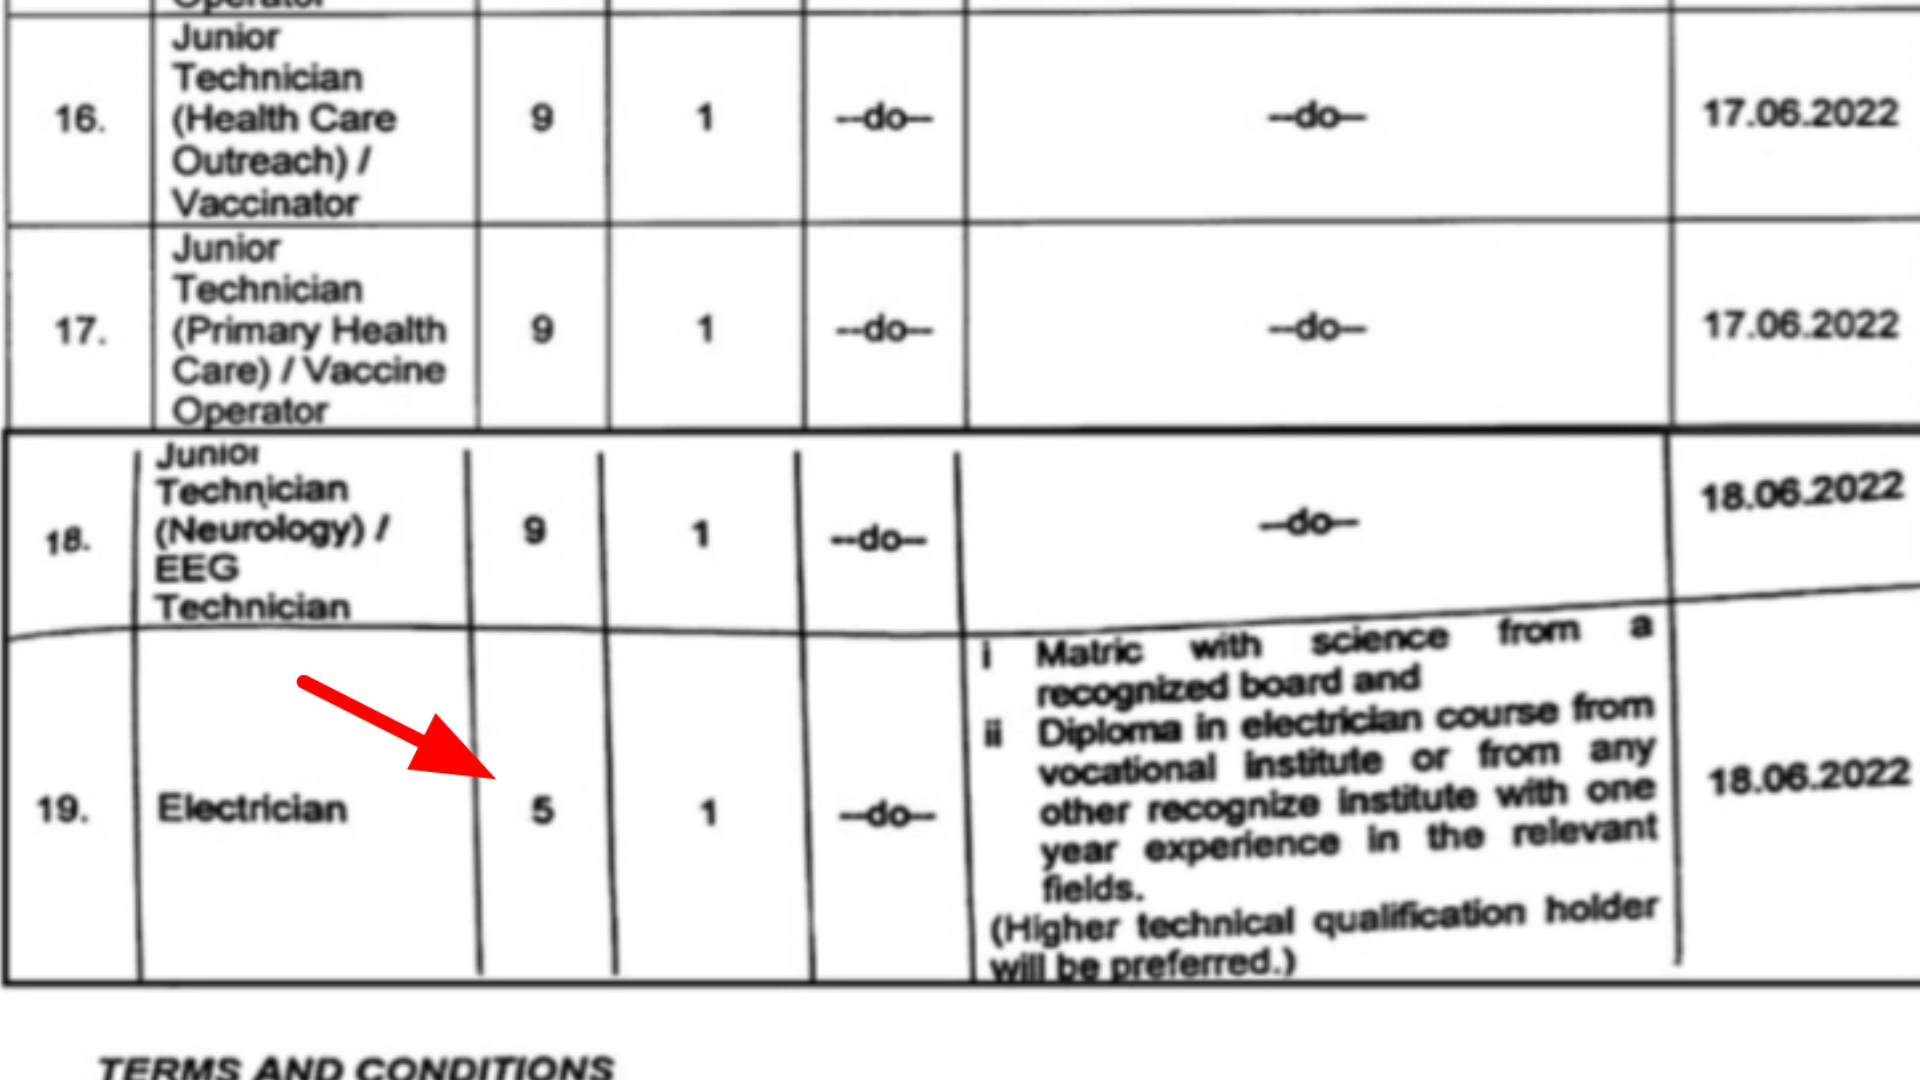 Operator
16.
Junior
Technician
(Health Care
Outreach) /
Vaccinator
9
1
--do--
--do--
17.06.2022
17.
Junior
Technician
(Primary Health
Care) / Vaccine
Operator
9
1
--do--
--do--
17.06.2022
18.
Junior
Technician
(Neurology) /
EEG
Technician
9
1
--do--
--do--
18.06.2022
19.
Electrician
5
1
--do--
i Matric with science from a
recognized board and
ii Diploma in electrician course from
vocational institute or from any
other recognize institute with one
year experience in the relevant
fields.
(Higher technical qualification holder
will be preferred.)
18.06.2022
TERMS AND CONDITIONS